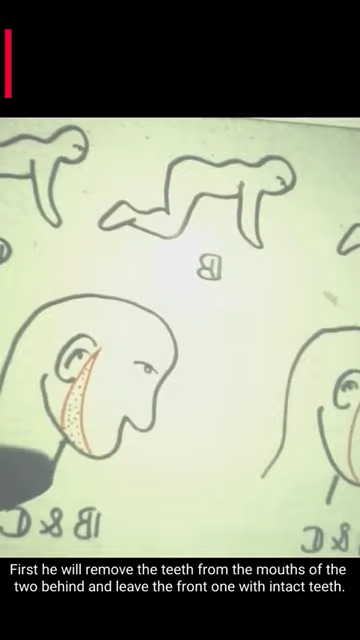 B
B & C
B & C
First he will remove the teeth from the mouths of the
two behind and leave the front one with intact teeth.